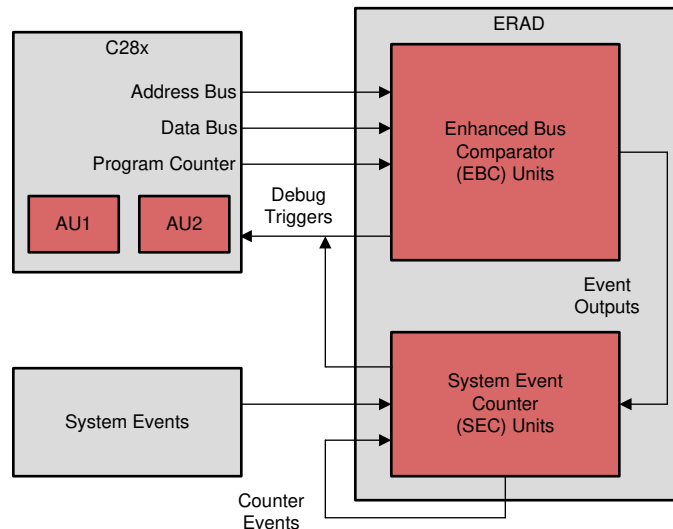 C28x
Address Bus
Data Bus
Program Counter
AU1
AU2
Debug
Triggers
ERAD
Enhanced Bus
Comparator
(EBC) Units
Event
Outputs
System Event
Counter
(SEC) Units
System Events
Counter
Events